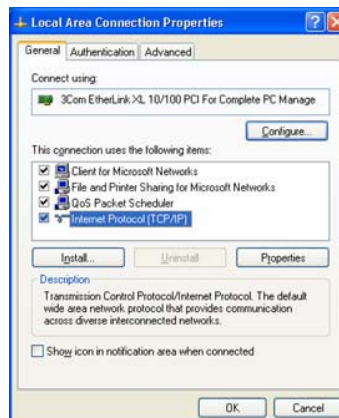 Local Area Connection Properties
General Authentication Advanced
Connect using:
3Com EtherLink XL 10/100 PCI For Complete PC Manage
Configure...
This connection uses the following items:
Client for Microsoft Networks
File and Printer Sharing for Microsoft Networks
QoS Packet Scheduler
Internet Protocol (TCP/IP)
Install... Uninstall Properties
Description
Transmission Control Protocol/Internet Protocol. The default
wide area network protocol that provides communication
across diverse interconnected networks.
Show icon in notification area when connected
OK Cancel